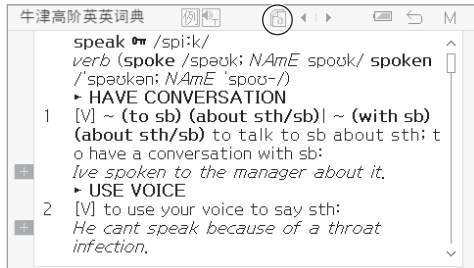 牛津高阶英英词典 例 M
speak /spiːk/
verb (spoke /spəʊk; NAmE spoʊk/ spoken
/ˈspəʊkən; NAmE ˈspoʊ-/)
► HAVE CONVERSATION
1 [V] ~ (to sb) (about sth/sb)| ~ (with sb)
(about sth/sb) to talk to sb about sth; t
o have a conversation with sb:
Ive spoken to the manager about it.
► USE VOICE
2 [V] to use your voice to say sth:
He cant speak because of a throat
infection.